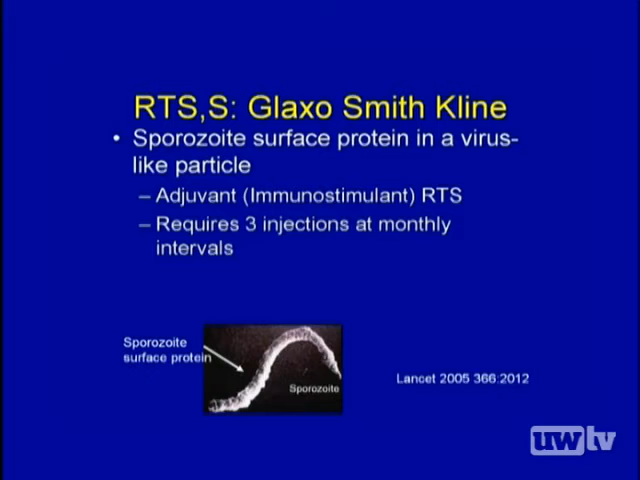 RTS,S: Glaxo Smith Kline
• Sporozoite surface protein in a virus-
like particle
– Adjuvant (Immunostimulant) RTS
– Requires 3 injections at monthly
intervals
Sporozoite
surface protein
Sporozoite
Lancet 2005 366:2012
uwtv